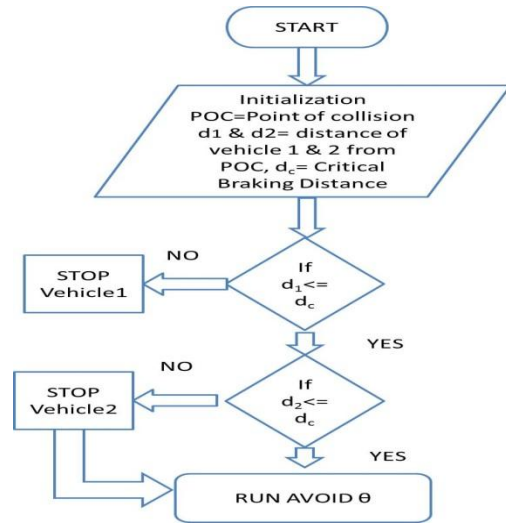 START
Initialization
POC=Point of collision
d1 & d2= distance of
vehicle 1 & 2 from
POC, dc= Critical
Braking Distance
NO
STOP
Vehicle1
If
d1<=
dc
YES
NO
STOP
Vehicle2
If
d2<=
dc
YES
RUN AVOID θ